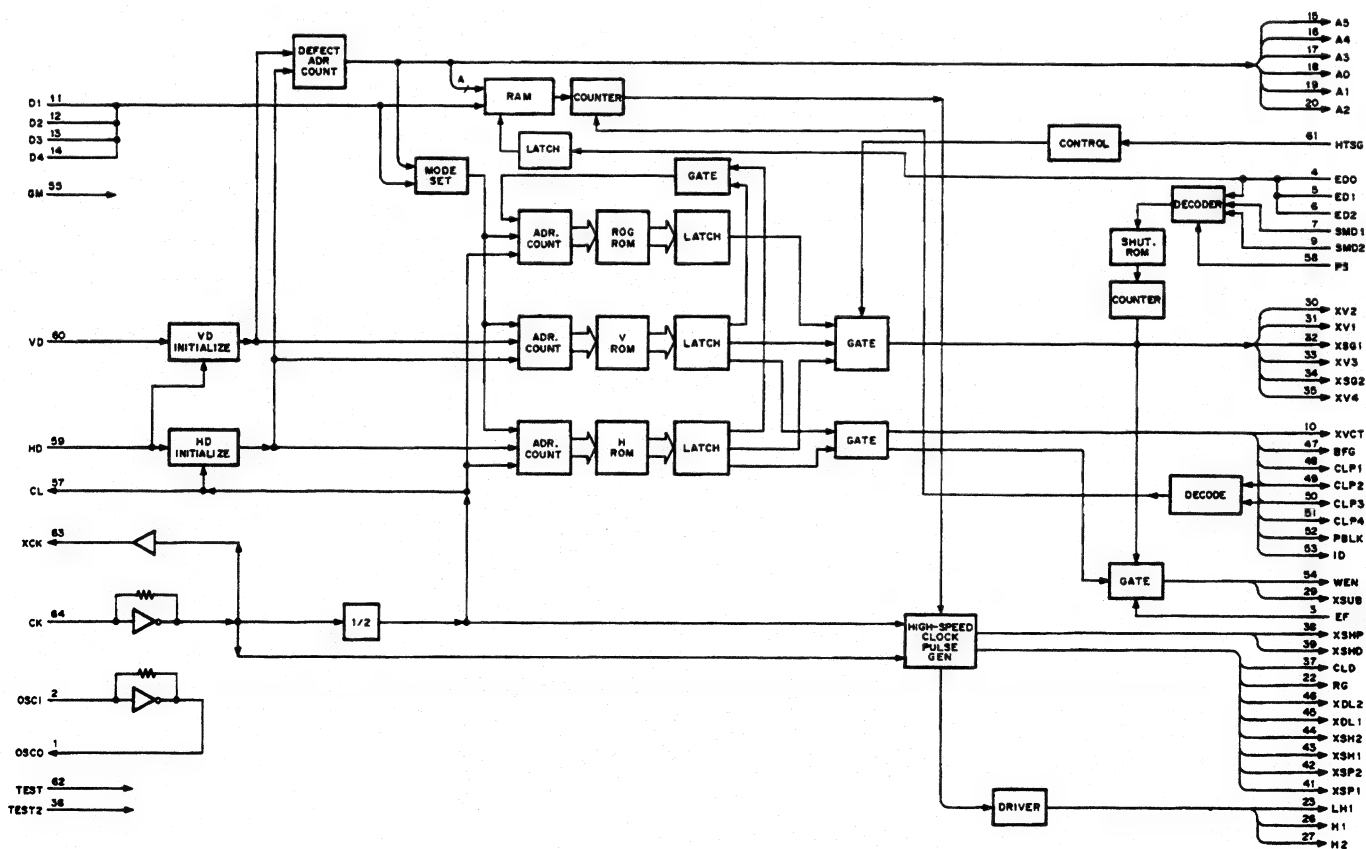 DEFECT
ADR
COUNT
15 A5
16 A4
17 A3
18 A0
19 A1
20 A2
A
RAM
COUNTER
D1 11
D2 12
D3 13
D4 14
LATCH
CONTROL
61 HTSG
MODE
SET
GATE
4 ED0
5 ED1
6 ED2
7 SMD1
9 SMD2
58 PS
DECODER
GM 55
ADR.
COUNT
ROG
ROM
LATCH
SHUT.
ROM
COUNTER
VD 60
VD
INITIALIZE
ADR.
COUNT
V
ROM
LATCH
GATE
30 XV2
31 XV1
32 XSG1
33 XV3
34 XSG2
35 XV4
HD 59
HD
INITIALIZE
ADR.
COUNT
H
ROM
LATCH
GATE
10 XVCT
47 BFG
48 CLP1
49 CLP2
50 CLP3
51 CLP4
52 PBLK
53 ID
DECODE
CL 57
XCK 63
GATE
54 WEN
29 XSUB
3 EF
CK 64
1/2
HIGH-SPEED
CLOCK
PULSE
GEN
38 XSHP
39 XSHD
37 CLD
22 RG
46 XDL2
45 XDL1
44 XSH2
43 XSH1
42 XSP2
41 XSP1
OSCI 2
OSCO 1
TEST 62
TEST2 36
DRIVER
23 LH1
26 H1
27 H2